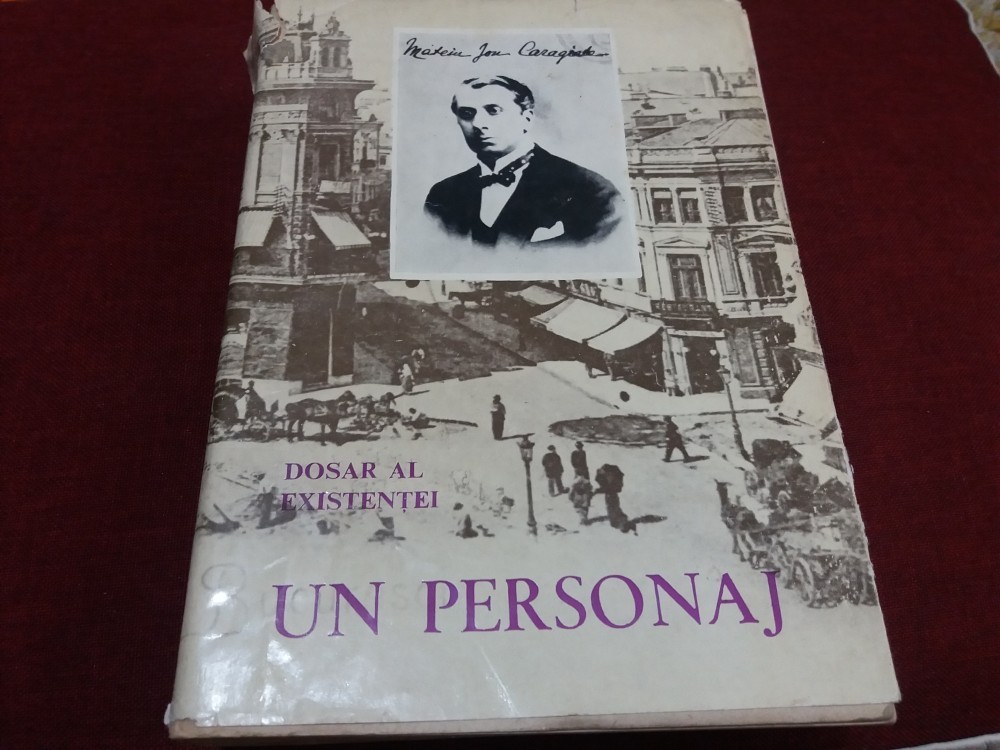 Mateiu Ion Caragiale
DOSAR AL
EXISTENȚEI
UN PERSONAJ